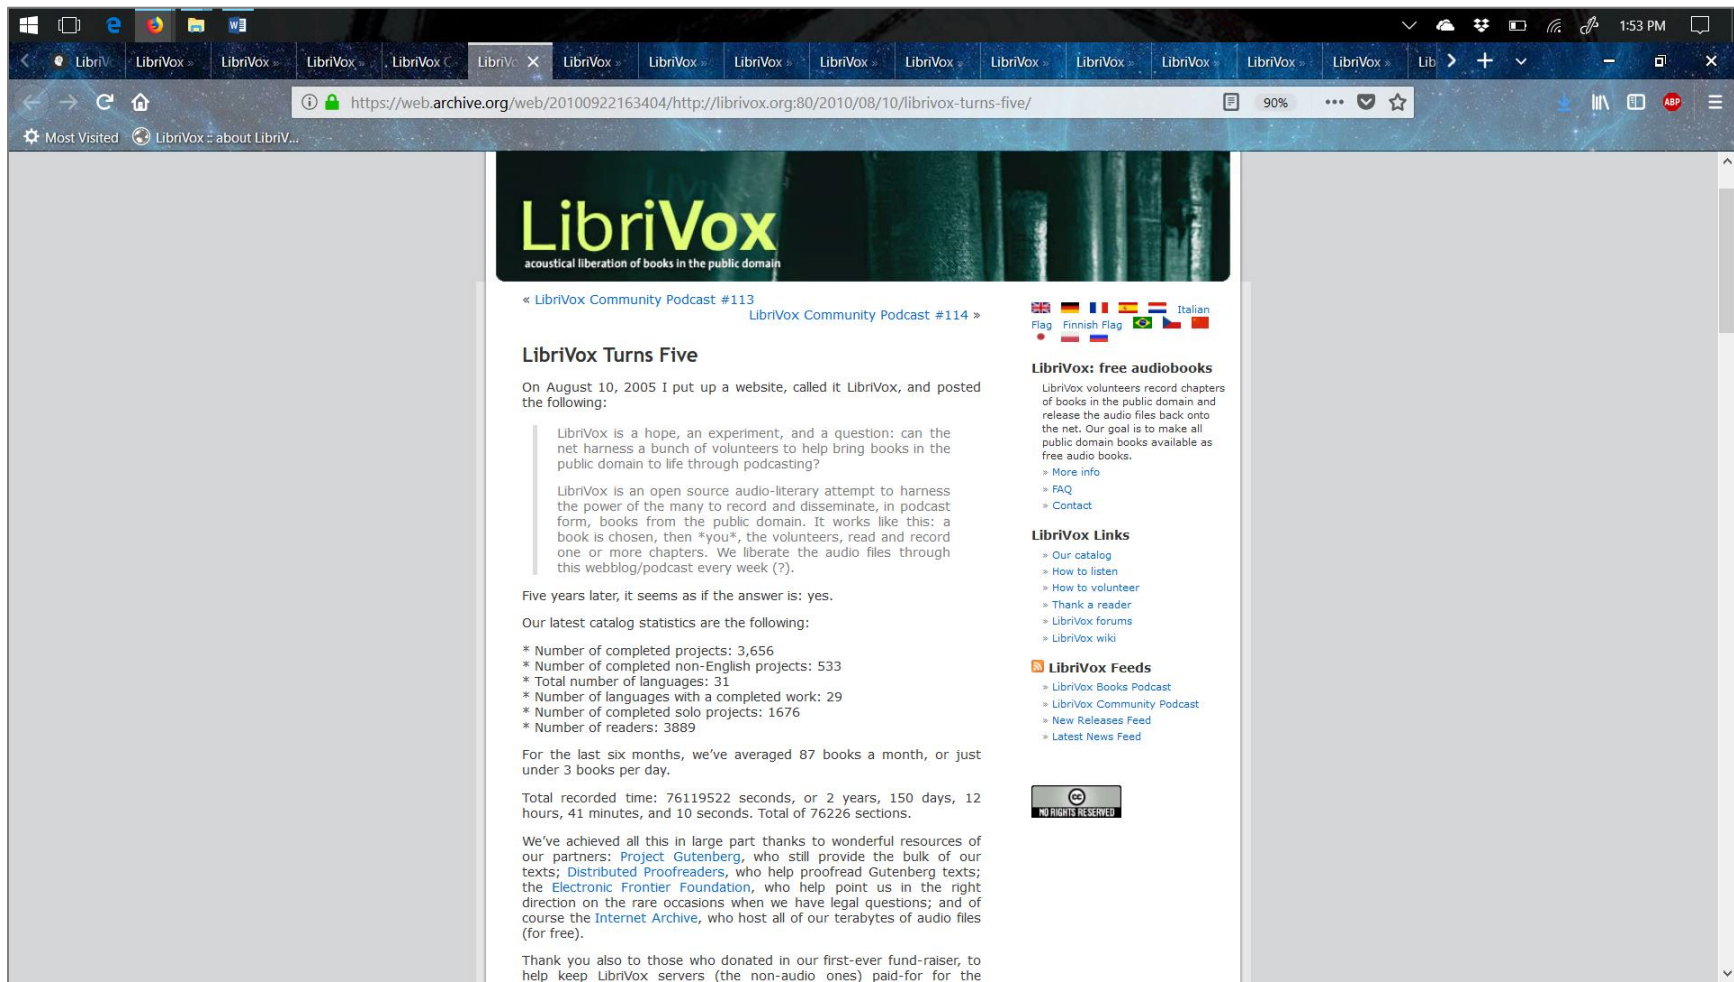 1:53 PM
LibriV
LibriVox »
LibriVox »
LibriVox »
LibriVox C
LibriVo
LibriVox »
LibriVox »
LibriVox »
LibriVox »
LibriVox »
LibriVox »
LibriVox »
LibriVox »
LibriVox »
LibriVox »
Lib
https://web.archive.org/web/20100922163404/http://librivox.org:80/2010/08/10/librivox-turns-five/
90%
ABP
Most Visited
LibriVox :: about LibriV...
LibriVox
acoustical liberation of books in the public domain
« LibriVox Community Podcast #113
LibriVox Community Podcast #114 »
LibriVox Turns Five
On August 10, 2005 I put up a website, called it LibriVox, and posted
the following:
LibriVox is a hope, an experiment, and a question: can the
net harness a bunch of volunteers to help bring books in the
public domain to life through podcasting?
LibriVox is an open source audio-literary attempt to harness
the power of the many to record and disseminate, in podcast
form, books from the public domain. It works like this: a
book is chosen, then *you*, the volunteers, read and record
one or more chapters. We liberate the audio files through
this webblog/podcast every week (?).
Five years later, it seems as if the answer is: yes.
Our latest catalog statistics are the following:
* Number of completed projects: 3,656
* Number of completed non-English projects: 533
* Total number of languages: 31
* Number of languages with a completed work: 29
* Number of completed solo projects: 1676
* Number of readers: 3889
For the last six months, we've averaged 87 books a month, or just
under 3 books per day.
Total recorded time: 76119522 seconds, or 2 years, 150 days, 12
hours, 41 minutes, and 10 seconds. Total of 76226 sections.
We've achieved all this in large part thanks to wonderful resources of
our partners: Project Gutenberg, who still provide the bulk of our
texts; Distributed Proofreaders, who help proofread Gutenberg texts;
the Electronic Frontier Foundation, who help point us in the right
direction on the rare occasions when we have legal questions; and of
course the Internet Archive, who host all of our terabytes of audio files
(for free).
Thank you also to those who donated in our first-ever fund-raiser, to
help keep LibriVox servers (the non-audio ones) paid-for for the
Italian
Flag Finnish Flag
LibriVox: free audiobooks
LibriVox volunteers record chapters
of books in the public domain and
release the audio files back onto
the net. Our goal is to make all
public domain books available as
free audio books.
» More info
» FAQ
» Contact
LibriVox Links
» Our catalog
» How to listen
» How to volunteer
» Thank a reader
» LibriVox forums
» LibriVox wiki
LibriVox Feeds
» LibriVox Books Podcast
» LibriVox Community Podcast
» New Releases Feed
» Latest News Feed
cc
NO RIGHTS RESERVED